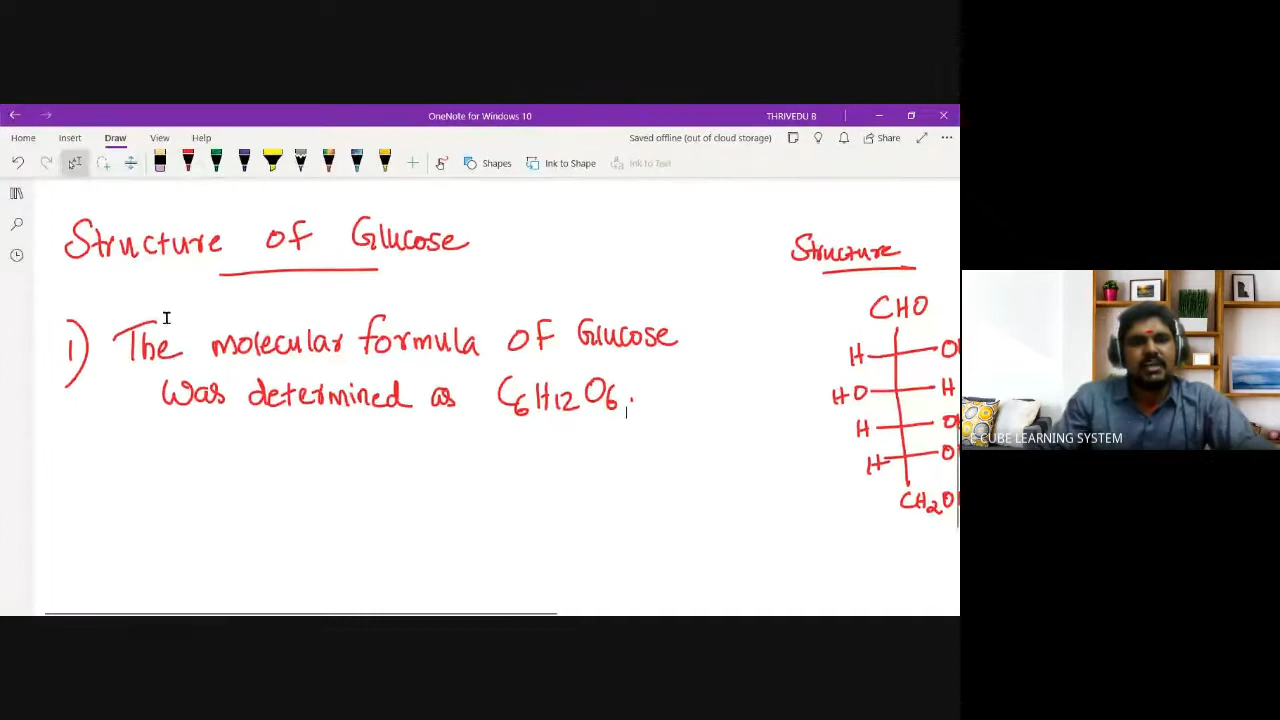 OneNote for Windows 10
THRIVEDU B
Home Insert Draw View Help
Saved offline (out of cloud storage)
Share
Shapes
Ink to Shape
Ink to Text
Structure of Glucose
1) The molecular formula of Glucose
was determined as C6H12O6.
Structure
CHO
H O
HO H
H O
H O
CH2O
E CUBE LEARNING SYSTEM